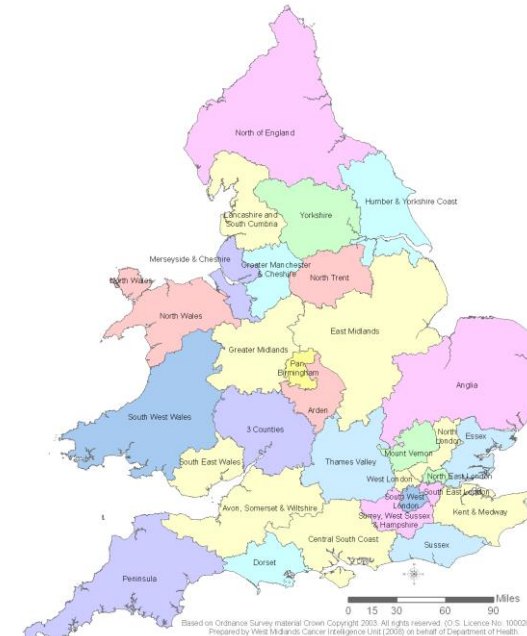 North of England
Humber & Yorkshire Coast
Lancashire and
South Cumbria
Yorkshire
Merseyside & Cheshire
Greater Manchester
& Cheshire
North Trent
North Wales
North Wales
East Midlands
Greater Midlands
Pan
Birmingham
Anglia
Arden
South West Wales
3 Counties
North
London
Essex
Mount Vernon
South East Wales
Thames Valley
West London
North East London
South West
London
South East London
Avon, Somerset & Wiltshire
Kent & Medway
Surrey, West Sussex
& Hampshire
Central South Coast
Sussex
Dorset
Peninsula
Miles
0 15 30 60 90
Based on Ordnance Survey material Crown Copyright 2003. All rights reserved. (O.S. Licence No. 10002
Prepared by West Midlands Cancer Intelligence Unit (2008) on behalf of Department of Health